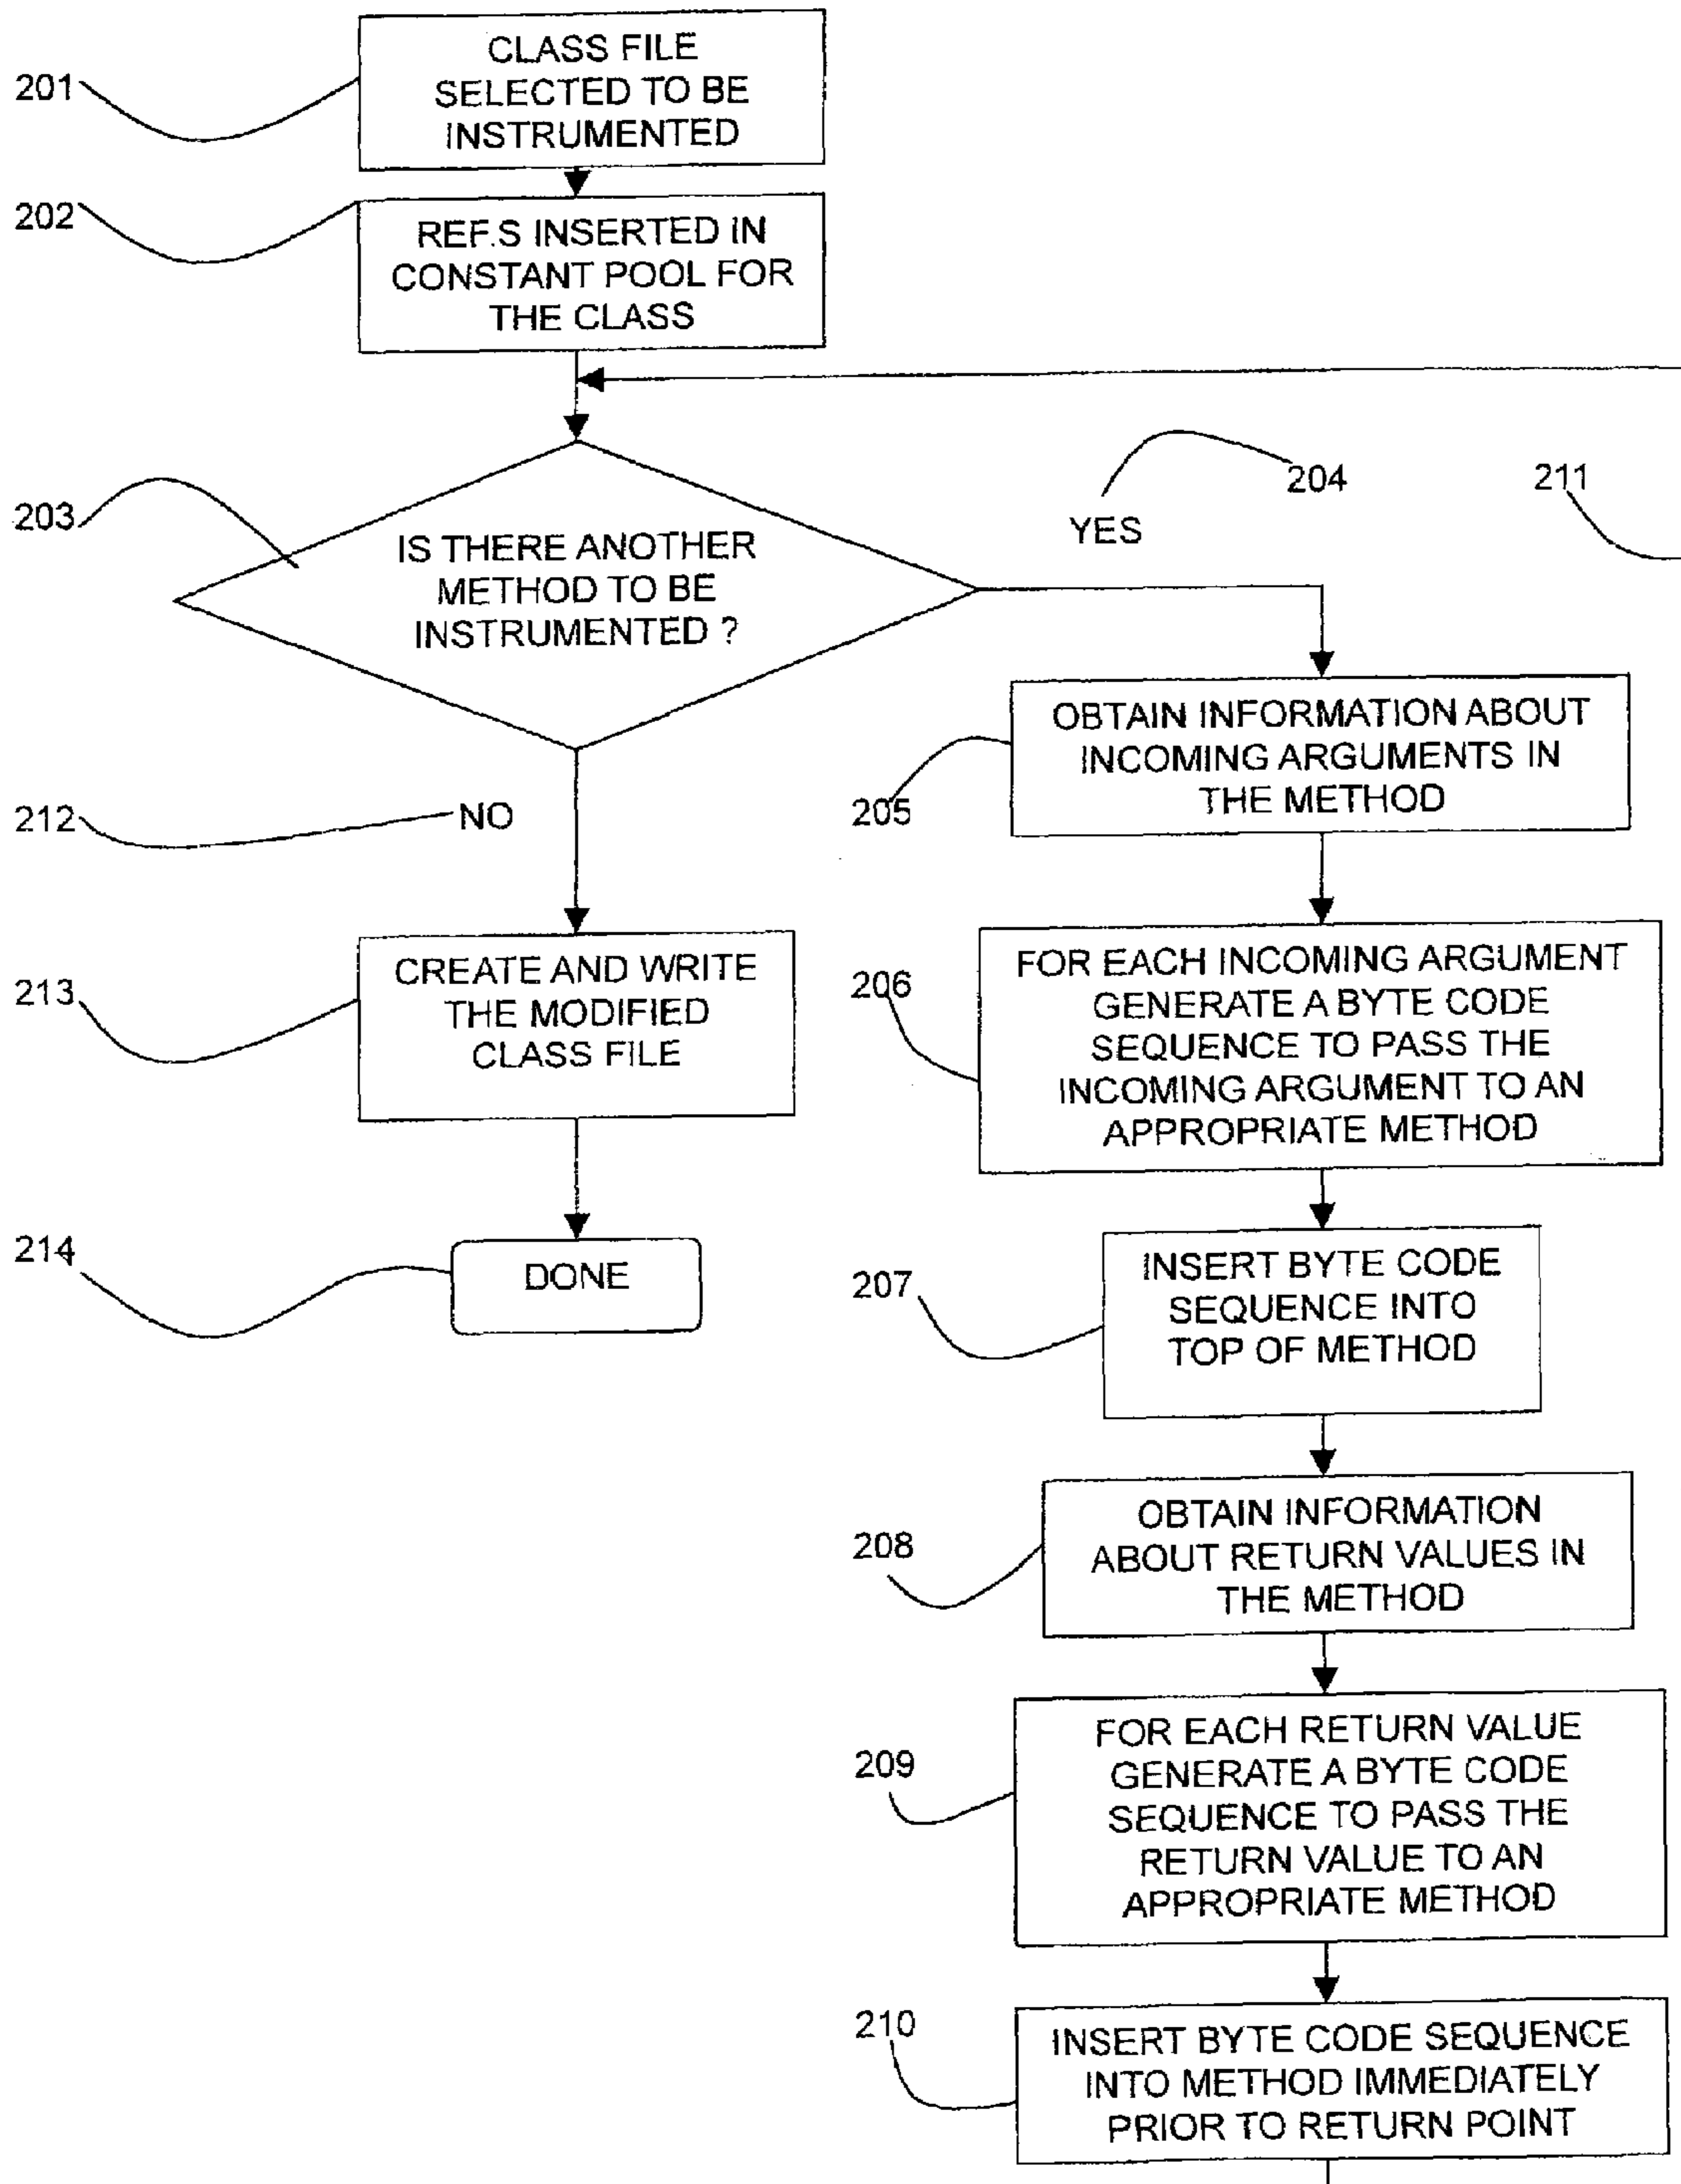 CLASS FILE
SELECTED TO BE
INSTRUMENTED
201
REF.S INSERTED IN
CONSTANT POOL FOR
THE CLASS
202
IS THERE ANOTHER
METHOD TO BE
INSTRUMENTED ?
203
YES
204
211
OBTAIN INFORMATION ABOUT
INCOMING ARGUMENTS IN
THE METHOD
205
NO
212
CREATE AND WRITE
THE MODIFIED
CLASS FILE
213
DONE
214
FOR EACH INCOMING ARGUMENT
GENERATE A BYTE CODE
SEQUENCE TO PASS THE
INCOMING ARGUMENT TO AN
APPROPRIATE METHOD
206
INSERT BYTE CODE
SEQUENCE INTO
TOP OF METHOD
207
OBTAIN INFORMATION
ABOUT RETURN VALUES IN
THE METHOD
208
FOR EACH RETURN VALUE
GENERATE A BYTE CODE
SEQUENCE TO PASS THE
RETURN VALUE TO AN
APPROPRIATE METHOD
209
INSERT BYTE CODE SEQUENCE
INTO METHOD IMMEDIATELY
PRIOR TO RETURN POINT
210